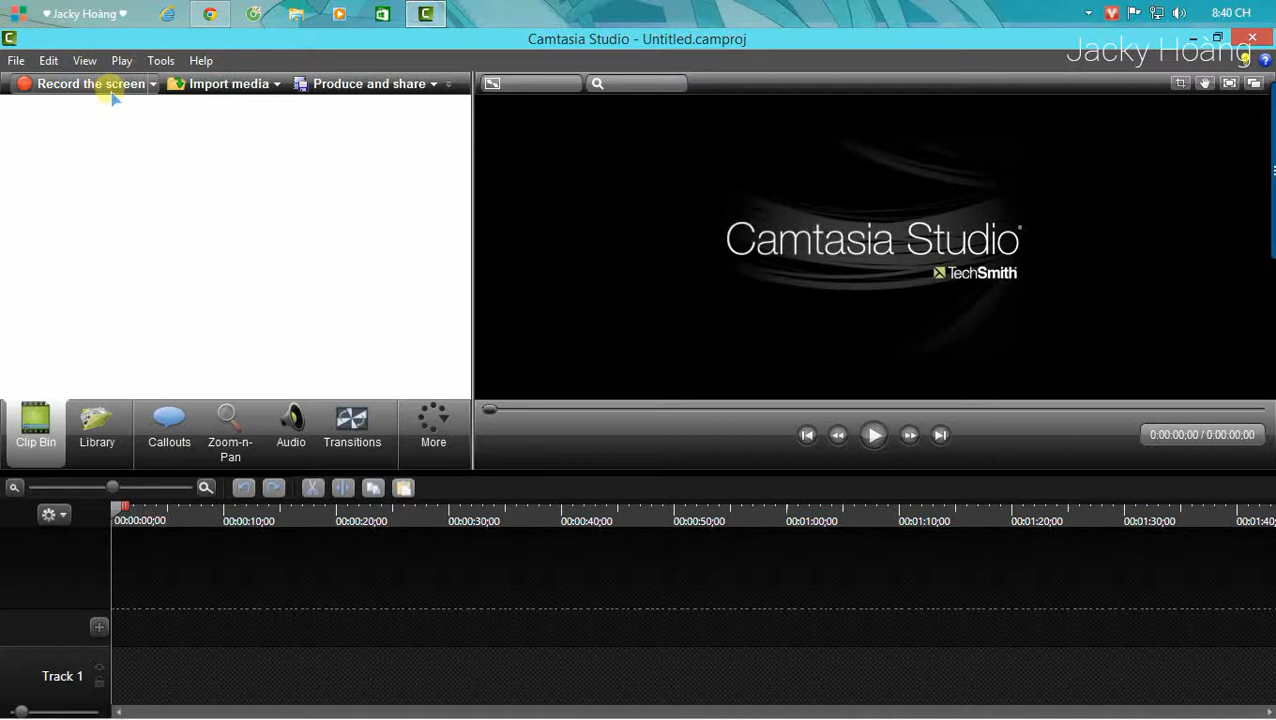 ♥Jacky Hoàng♥
8:40 CH
Camtasia Studio - Untitled.camproj
Jacky Hoàng
File Edit View Play Tools Help
Record the screen Import media Produce and share
Camtasia Studio®
TechSmith
Clip Bin Library Callouts Zoom-n-Pan Audio Transitions More
0:00:00;00 / 0:00:00;00
00:00:00;00 00:00:10;00 00:00:20;00 00:00:30;00 00:00:40;00 00:00:50;00 00:01:00;00 00:01:10;00 00:01:20;00 00:01:30;00 00:01:40;
Track 1